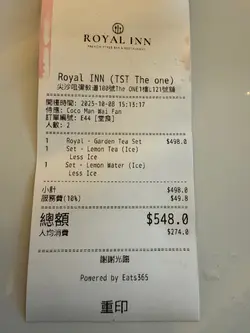 ROYAL INN
Royal INN (TST The one)
尖沙咀彌敦道100號The ONE1樓L121號舖
開檯時間: 2025-10-08 15:15:17
侍應: Coco Man Wai Fan
訂單編號: E44 [堂食]
人數: 2
1 Royal - Garden Tea Set $498.0
1 Set - Lemon Tea (Ice)
Less Ice
1 Set - Lemon Water (Ice)
Less Ice
小計 $498.0
服務費(10%) $49.8
總額 $548.0
人均消費 $274.0
謝謝光臨
Powered by Eats365
重印